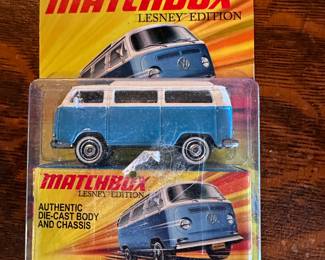 MATCHBOX
LESNEY EDITION
MATCHBOX
LESNEY EDITION
AUTHENTIC
DIE-CAST BODY
AND CHASSIS